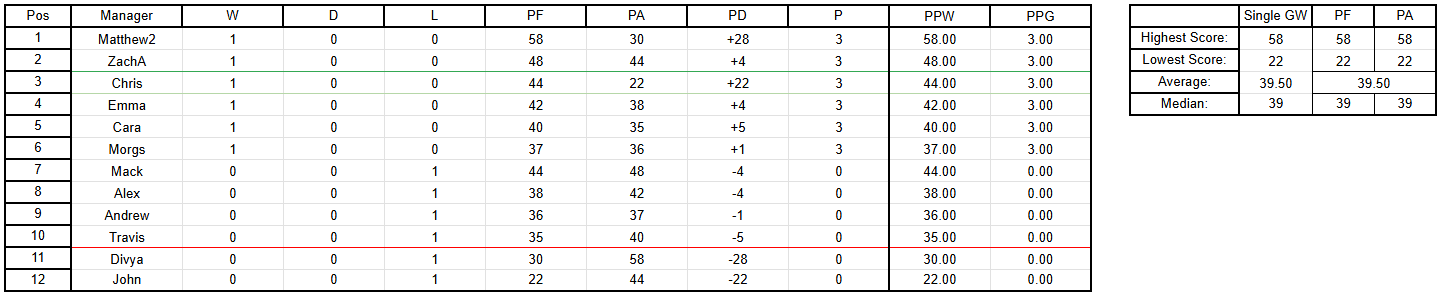 Pos Manager W D L PF PA PD P PPW PPG
1 Matthew2 1 0 0 58 30 +28 3 58.00 3.00
2 ZachA 1 0 0 48 44 +4 3 48.00 3.00
3 Chris 1 0 0 44 22 +22 3 44.00 3.00
4 Emma 1 0 0 42 38 +4 3 42.00 3.00
5 Cara 1 0 0 40 35 +5 3 40.00 3.00
6 Morgs 1 0 0 37 36 +1 3 37.00 3.00
7 Mack 0 0 1 44 48 -4 0 44.00 0.00
8 Alex 0 0 1 38 42 -4 0 38.00 0.00
9 Andrew 0 0 1 36 37 -1 0 36.00 0.00
10 Travis 0 0 1 35 40 -5 0 35.00 0.00
11 Divya 0 0 1 30 58 -28 0 30.00 0.00
12 John 0 0 1 22 44 -22 0 22.00 0.00
Single GW PF PA
Highest Score: 58 58 58
Lowest Score: 22 22 22
Average: 39.50 39.50
Median: 39 39 39